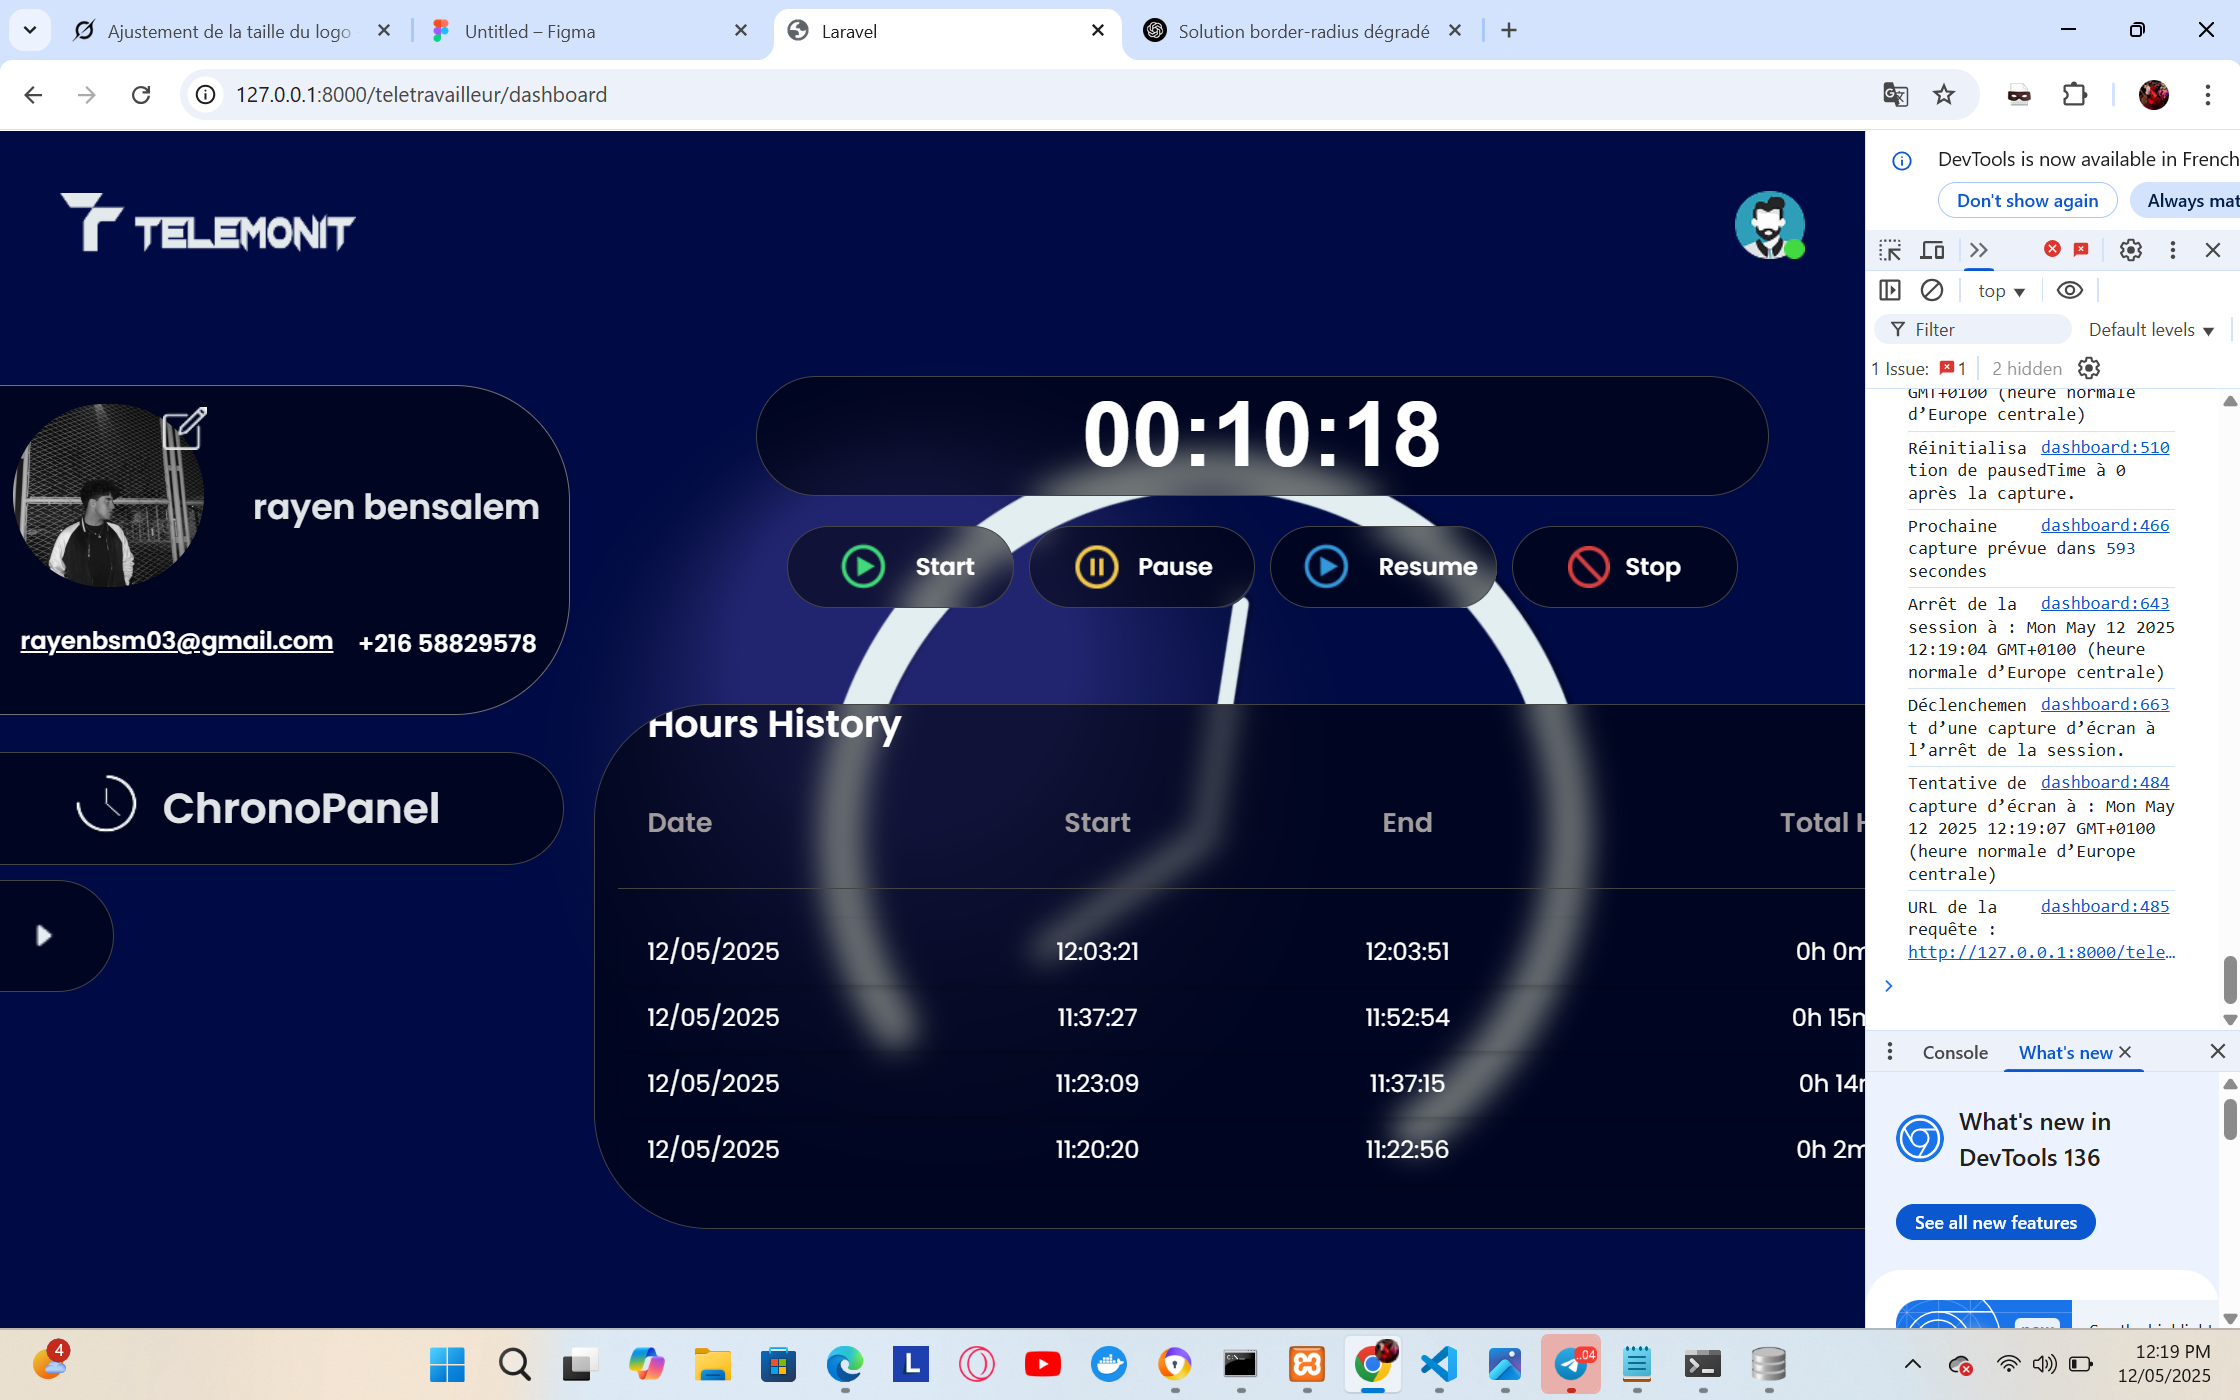 Ajustement de la taille du logo
Untitled – Figma
Laravel
Solution border-radius dégradé
127.0.0.1:8000/teletravailleur/dashboard
TELEMONIT
rayen bensalem
rayenbsm03@gmail.com +216 58829578
ChronoPanel
00:10:18
Start Pause Resume Stop
Hours History
Date Start End Total H
12/05/2025 12:03:21 12:03:51 0h 0m
12/05/2025 11:37:27 11:52:54 0h 15m
12/05/2025 11:23:09 11:37:15 0h 14m
12/05/2025 11:20:20 11:22:56 0h 2m
DevTools is now available in French
Don't show again Always mat
top
Filter Default levels
1 Issue: 1 2 hidden
GMT+0100 (heure normale
d’Europe centrale)
Réinitialisa dashboard:510
tion de pausedTime à 0
après la capture.
Prochaine dashboard:466
capture prévue dans 593
secondes
Arrêt de la dashboard:643
session à : Mon May 12 2025
12:19:04 GMT+0100 (heure
normale d’Europe centrale)
Déclenchemen dashboard:663
t d’une capture d’écran à
l’arrêt de la session.
Tentative de dashboard:484
capture d’écran à : Mon May
12 2025 12:19:07 GMT+0100
(heure normale d’Europe
centrale)
URL de la dashboard:485
requête :
http://127.0.0.1:8000/tele…
Console What's new
What's new in
DevTools 136
See all new features
4
L
04
12:19 PM
12/05/2025